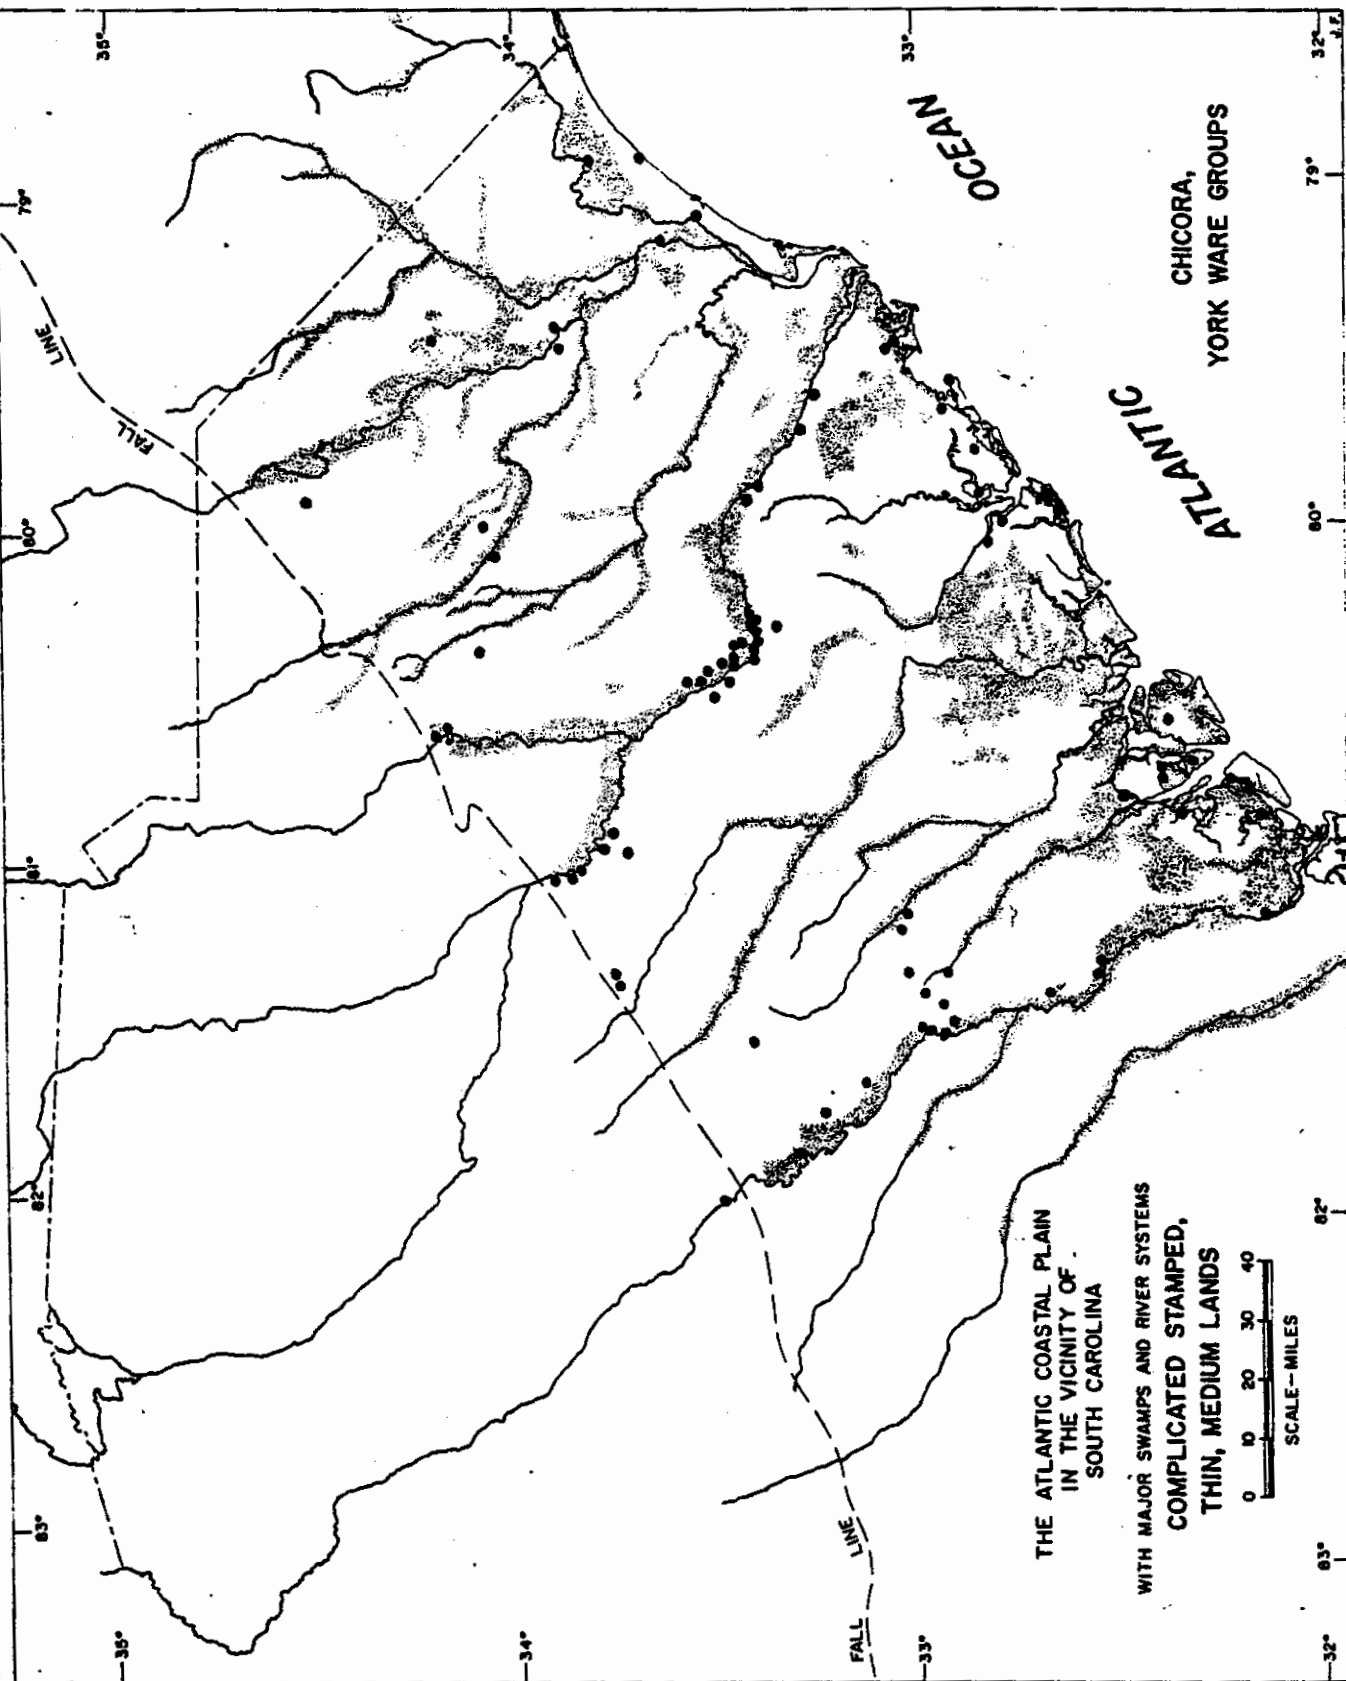 THE ATLANTIC COASTAL PLAIN
IN THE VICINITY OF .
SOUTH CAROLINA
WITH MAJOR SWAMPS AND RIVER SYSTEMS
COMPLICATED STAMPED,
THIN, MEDIUM LANDS
0 10 20 30 40
SCALE—MILES
CHICORA,
YORK WARE GROUPS
ATLANTIC
OCEAN
FALL
LINE
FALL
LINE
83°
82°
81°
80°
79°
83°
82°
80°
79°
35°
34°
33°
32°
35°
34°
33°
32°
J.F.